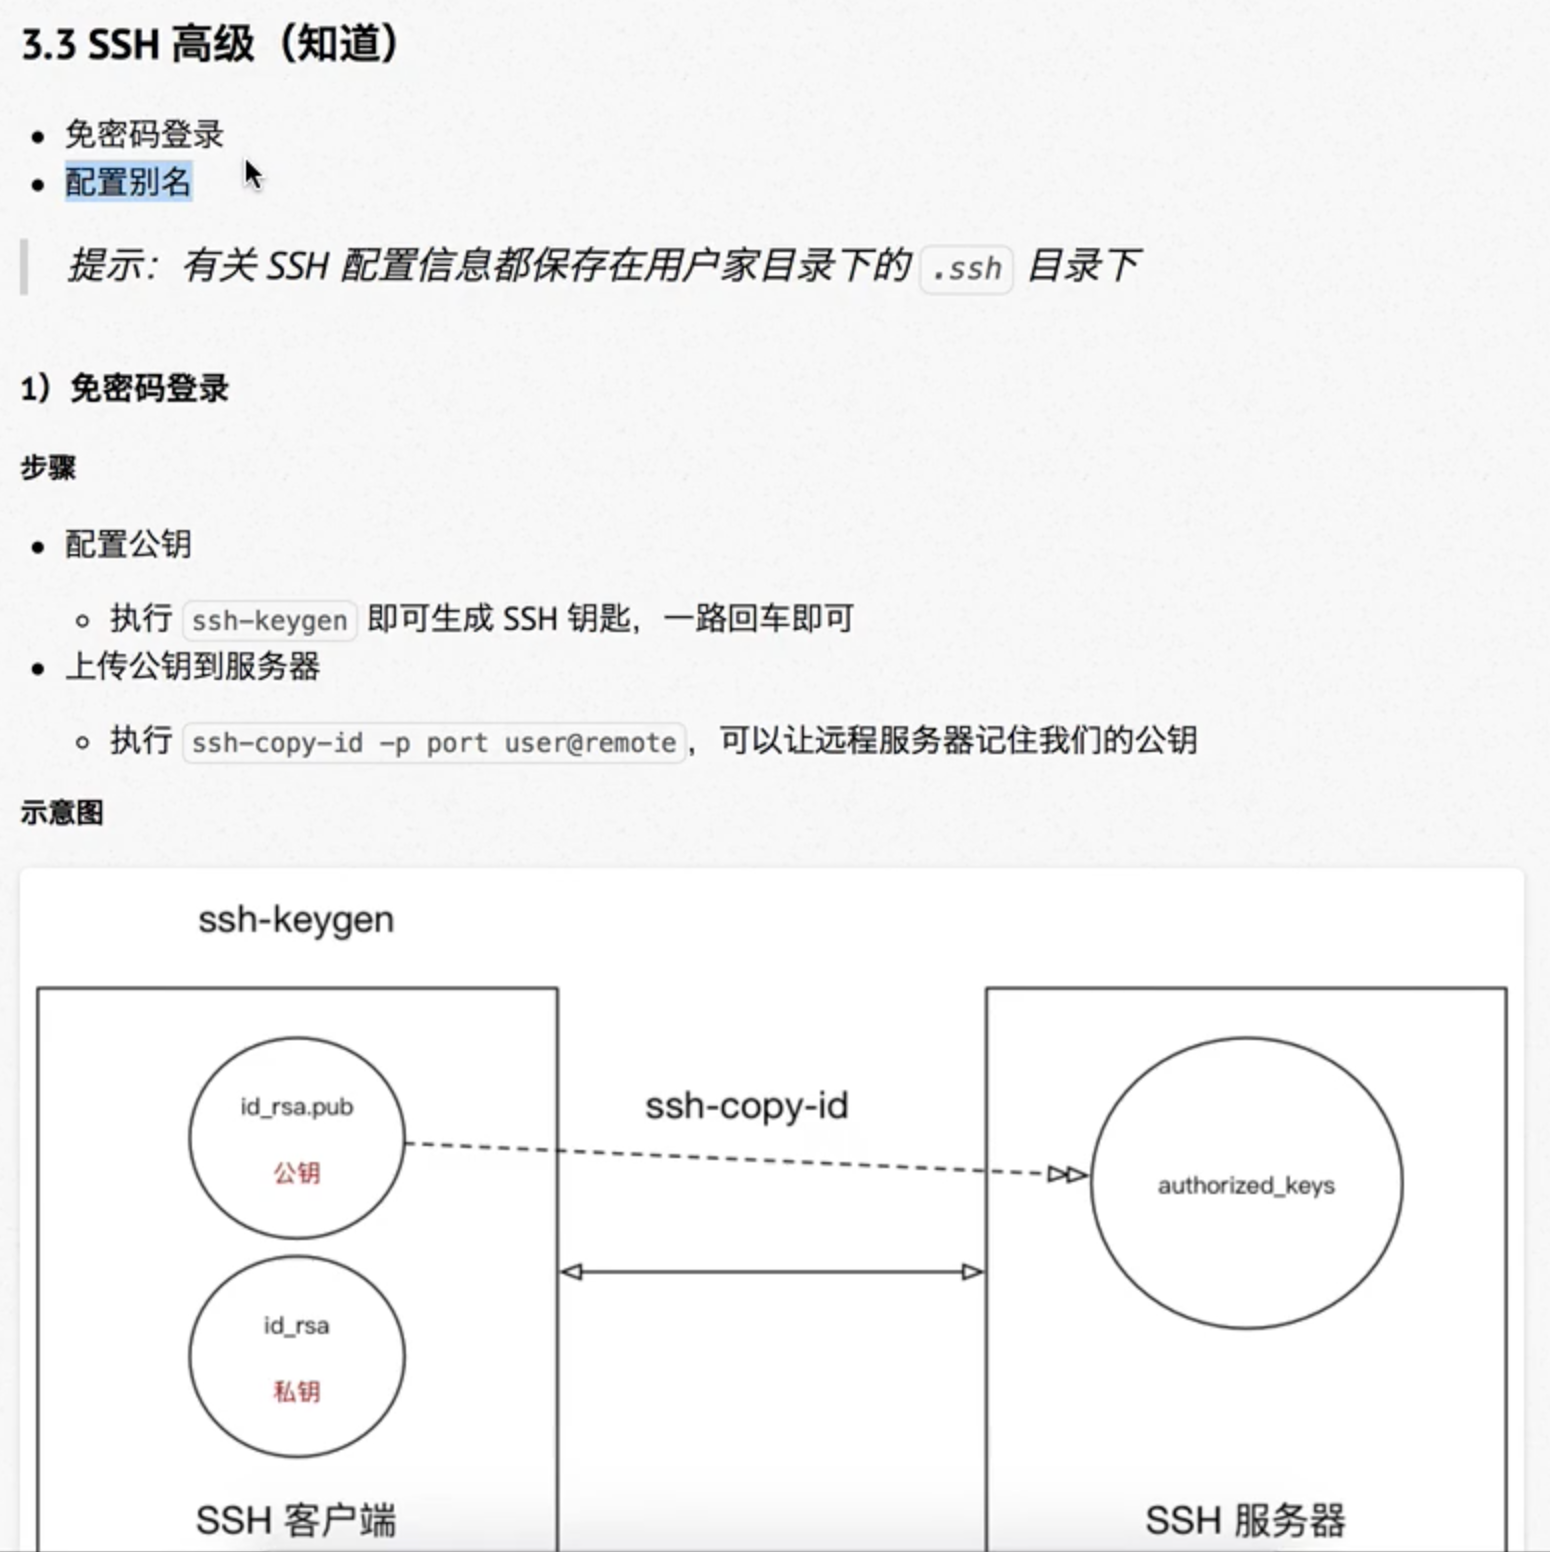 3.3 SSH 高级（知道）
免密码登录
配置别名
提示：有关 SSH 配置信息都保存在用户家目录下的 .ssh 目录下
1）免密码登录
步骤
配置公钥
执行 ssh-keygen 即可生成 SSH 钥匙，一路回车即可
上传公钥到服务器
执行 ssh-copy-id -p port user@remote，可以让远程服务器记住我们的公钥
示意图
ssh-keygen
id_rsa.pub
公钥
ssh-copy-id
authorized_keys
id_rsa
私钥
SSH 客户端
SSH 服务器